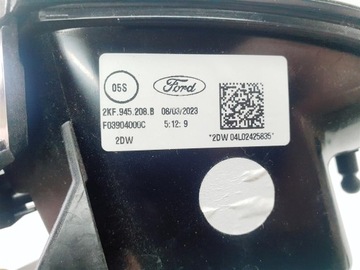 05S
Ford
2KF.945.208.B 08/03/2023
F03904000C 5:12: 9
2DW
*2DW 04L02425835*